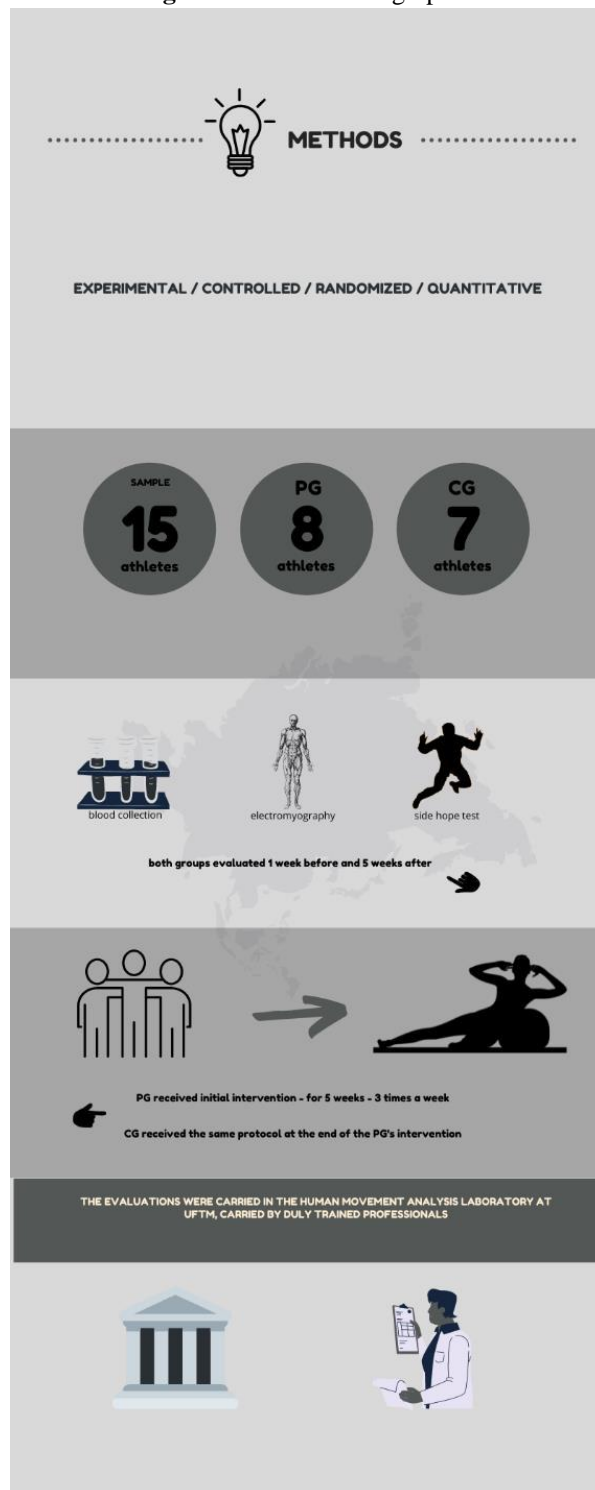 METHODS
EXPERIMENTAL / CONTROLLED / RANDOMIZED / QUANTITATIVE
SAMPLE
15
athletes
PG
8
athletes
CG
7
athletes
blood collection
electromyography
side hope test
both groups evaluated 1 week before and 5 weeks after
PG received initial intervention - for 5 weeks - 3 times a week
CG received the same protocol at the end of the PG's intervention
THE EVALUATIONS WERE CARRIED IN THE HUMAN MOVEMENT ANALYSIS LABORATORY AT
UFTM, CARRIED BY DULY TRAINED PROFESSIONALS